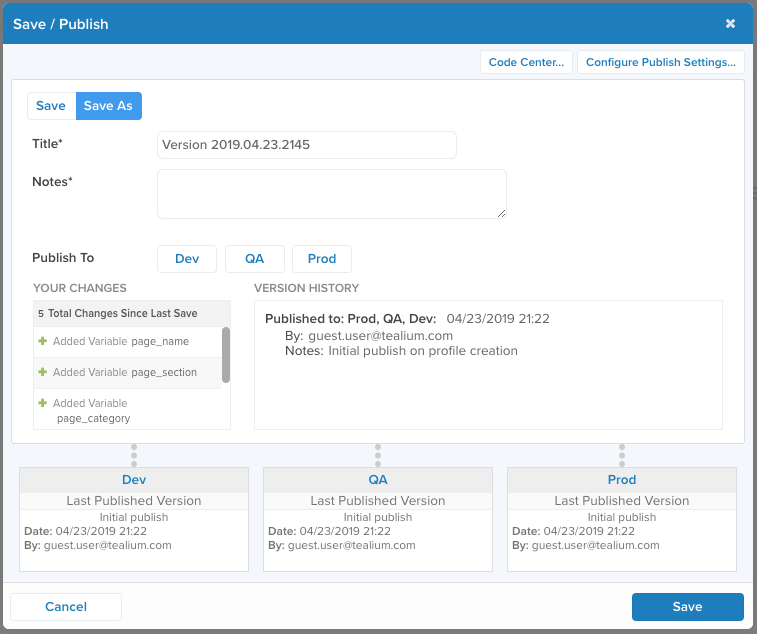 Save / Publish
Code Center...
Configure Publish Settings...
Save
Save As
Title*
Version 2019.04.23.2145
Notes*
Publish To
Dev
QA
Prod
YOUR CHANGES
5 Total Changes Since Last Save
Added Variable page_name
Added Variable page_section
Added Variable
page_category
VERSION HISTORY
Published to: Prod, QA, Dev: 04/23/2019 21:22
By: guest.user@tealium.com
Notes: Initial publish on profile creation
Dev
Last Published Version
Initial publish
Date: 04/23/2019 21:22
By: guest.user@tealium.com
QA
Last Published Version
Initial publish
Date: 04/23/2019 21:22
By: guest.user@tealium.com
Prod
Last Published Version
Initial publish
Date: 04/23/2019 21:22
By: guest.user@tealium.com
Cancel
Save